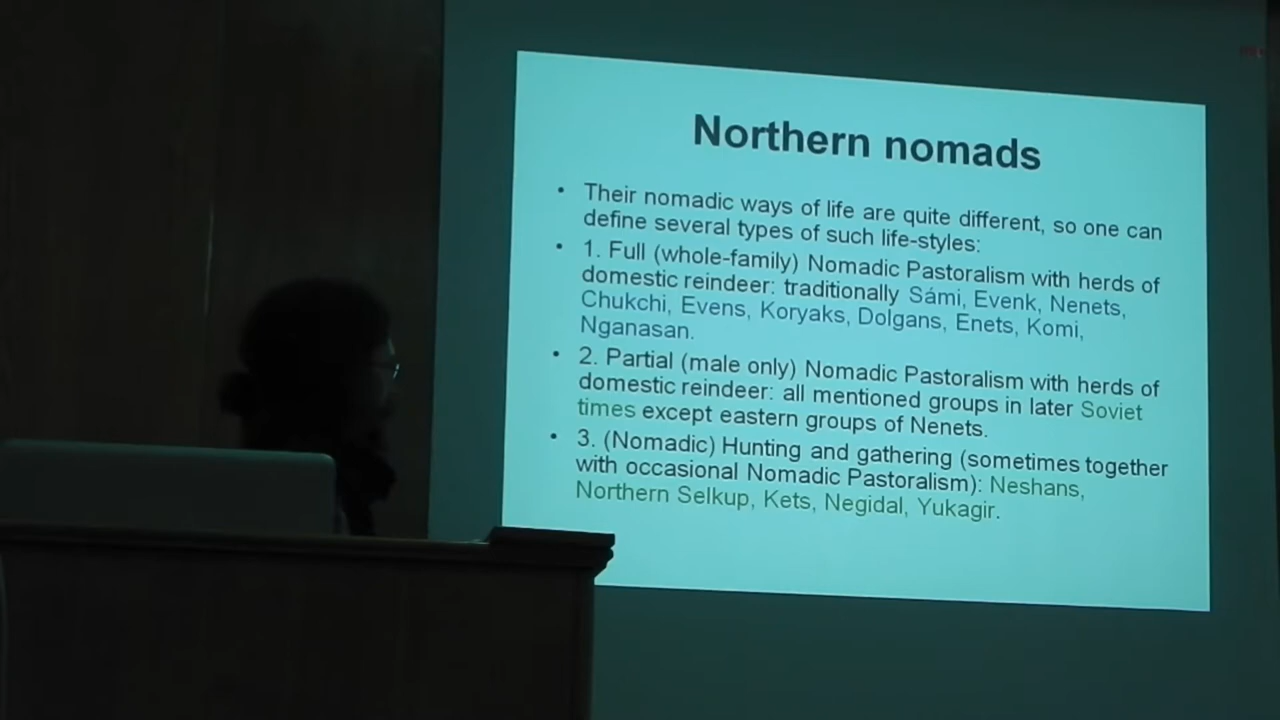 Northern nomads
• Their nomadic ways of life are quite different, so one can
define several types of such life-styles:
• 1. Full (whole-family) Nomadic Pastoralism with herds of
domestic reindeer: traditionally Sámi, Evenk, Nenets,
Chukchi, Evens, Koryaks, Dolgans, Enets, Komi,
Nganasan.
• 2. Partial (male only) Nomadic Pastoralism with herds of
domestic reindeer: all mentioned groups in later Soviet
times except eastern groups of Nenets.
• 3. (Nomadic) Hunting and gathering (sometimes together
with occasional Nomadic Pastoralism): Neshans,
Northern Selkup, Kets, Negidal, Yukagir.